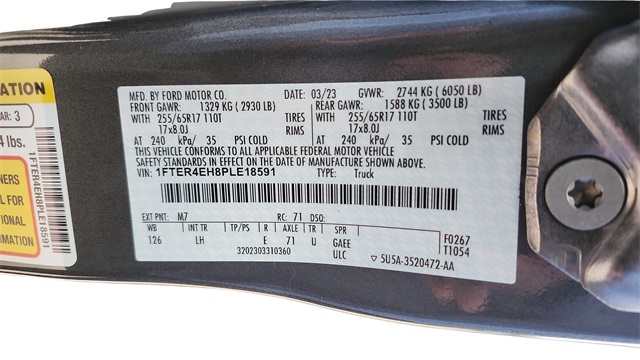 ATION
AR: 3
4 lbs.
NERS
L FOR
TIONAL
ORMATION
1FTER4EH8PLE18591
MFD. BY FORD MOTOR CO. DATE: 03/23 GVWR: 2744 KG ( 6050 LB)
FRONT GAWR: 1329 KG ( 2930 LB) REAR GAWR: 1588 KG ( 3500 LB)
WITH 255/65R17 110T TIRES WITH 255/65R17 110T TIRES
17x8.0J RIMS 17x8.0J RIMS
AT 240 kPa/ 35 PSI COLD AT 240 kPa/ 35 PSI COLD
THIS VEHICLE CONFORMS TO ALL APPLICABLE FEDERAL MOTOR VEHICLE
SAFETY STANDARDS IN EFFECT ON THE DATE OF MANUFACTURE SHOWN ABOVE.
VIN: 1FTER4EH8PLE18591 TYPE: Truck
EXT PNT: M7 RC: 71 DSO:
WB INT TR TP/PS R AXLE TR SPR
126 LH E 71 U GAEE F0267
3202303310360 ULC T1054
▽ 5U5A-3520472-AA